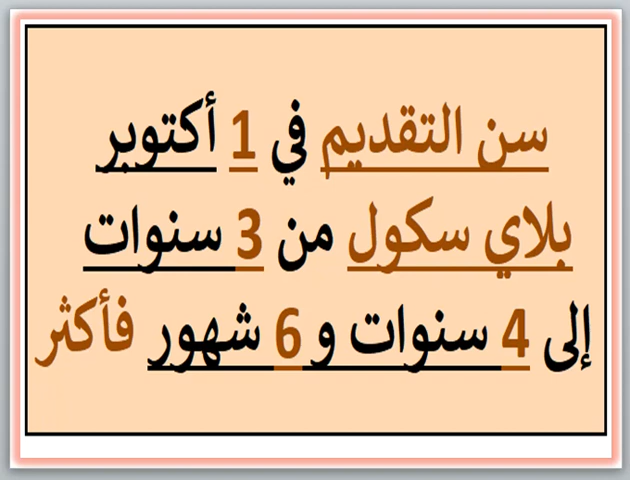 سن التقديم في 1 أكتوبر
بلاي سكول من 3 سنوات
إلى 4 سنوات و 6 شهور فأكثر